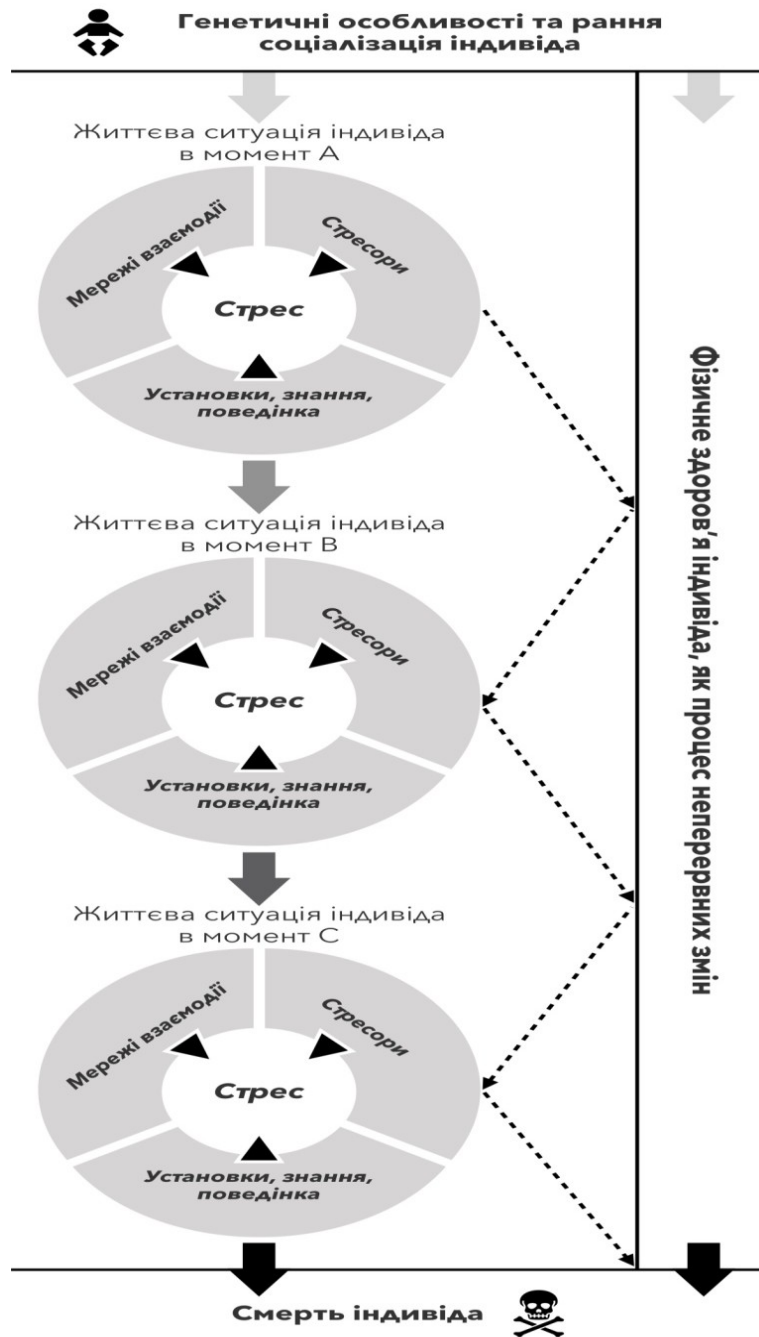 Генетичні особливості та рання
соціалізація індивіда
Життєва ситуація індивіда
в момент А
Мережі взаємодії
Стресори
Стрес
Установки, знання,
поведінка
Життєва ситуація індивіда
в момент В
Мережі взаємодії
Стресори
Стрес
Установки, знання,
поведінка
Життєва ситуація індивіда
в момент С
Мережі взаємодії
Стресори
Стрес
Установки, знання,
поведінка
Фізичне здоров’я індивіда, як процес неперервних змін
Смерть індивіда